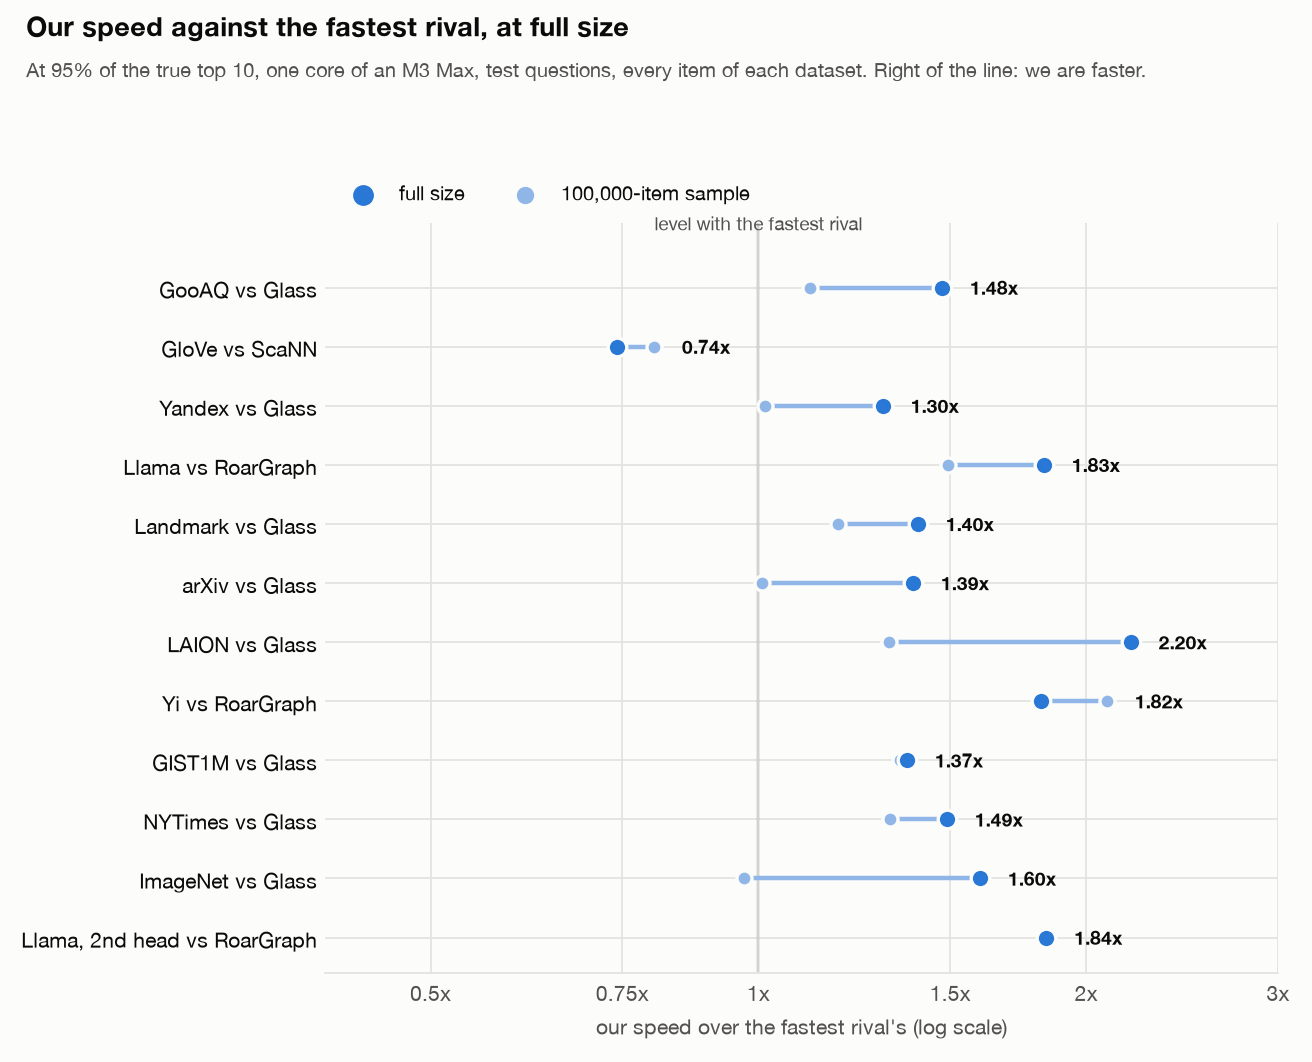 Our speed against the fastest rival, at full size
At 95% of the true top 10, one core of an M3 Max, test questions, every item of each dataset. Right of the line: we are faster.
full size
100,000-item sample
level with the fastest rival
GooAQ vs Glass
1.48x
GloVe vs ScaNN
0.74x
Yandex vs Glass
1.30x
Llama vs RoarGraph
1.83x
Landmark vs Glass
1.40x
arXiv vs Glass
1.39x
LAION vs Glass
2.20x
Yi vs RoarGraph
1.82x
GIST1M vs Glass
1.37x
NYTimes vs Glass
1.49x
ImageNet vs Glass
1.60x
Llama, 2nd head vs RoarGraph
1.84x
0.5x
0.75x
1x
1.5x
2x
3x
our speed over the fastest rival's (log scale)